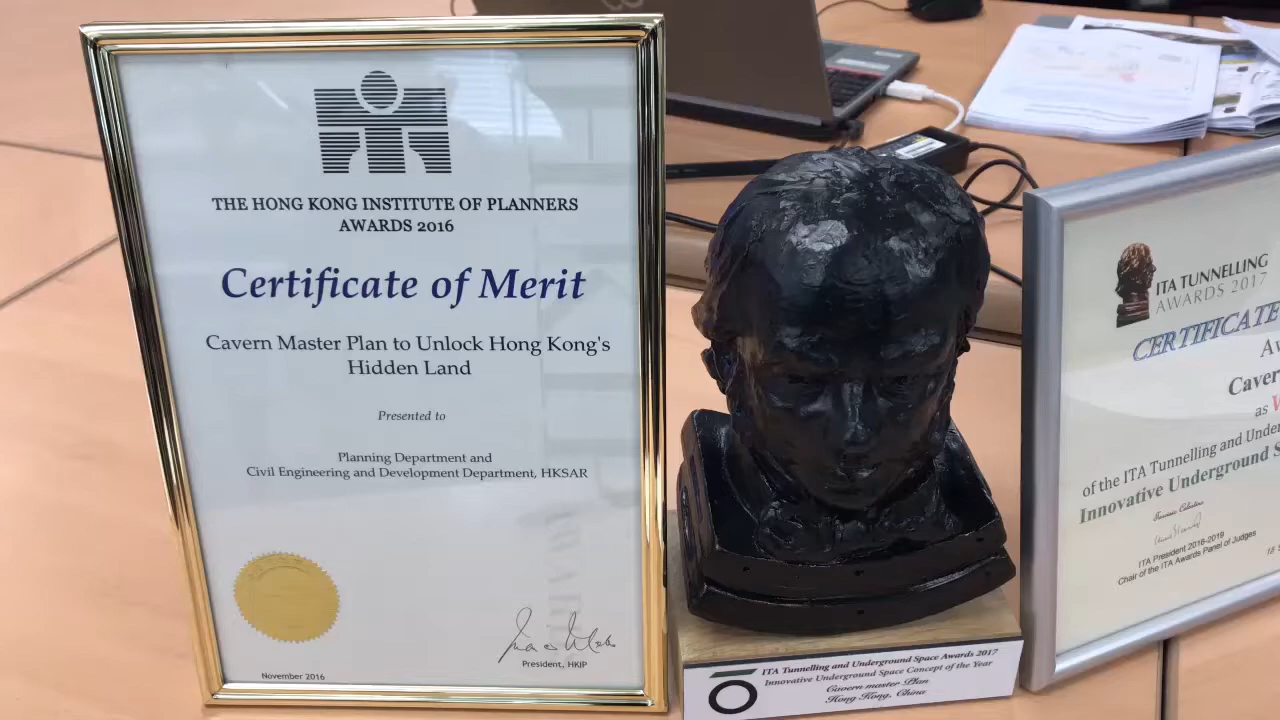 THE HONG KONG INSTITUTE OF PLANNERS
AWARDS 2016
Certificate of Merit
Cavern Master Plan to Unlock Hong Kong's
Hidden Land
Presented to
Planning Department and
Civil Engineering and Development Department, HKSAR
President, HKIP
November 2016
ITA Tunnelling and Underground Space Awards 2017
Innovative Underground Space Concept of the Year
Cavern master Plan
Hong Kong, China
ITA TUNNELLING
AWARDS 2017
CERTIFICATE
Aw
Caver
as
of the ITA Tunnelling and Under
Innovative Underground S
ITA President 2016-2019
Chair of the ITA Awards Panel of Judges